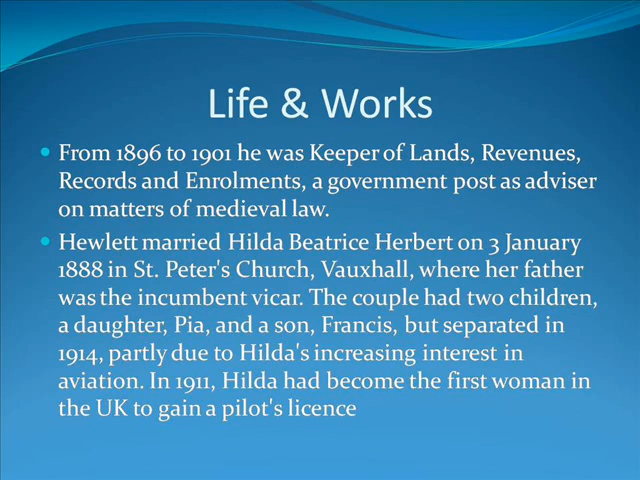 Life & Works
From 1896 to 1901 he was Keeper of Lands, Revenues,
Records and Enrolments, a government post as adviser
on matters of medieval law.
Hewlett married Hilda Beatrice Herbert on 3 January
1888 in St. Peter's Church, Vauxhall, where her father
was the incumbent vicar. The couple had two children,
a daughter, Pia, and a son, Francis, but separated in
1914, partly due to Hilda's increasing interest in
aviation. In 1911, Hilda had become the first woman in
the UK to gain a pilot's licence